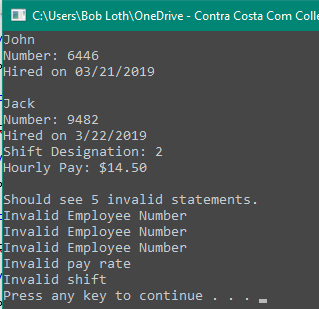 C:\Users\Bob Loth\OneDrive - Contra Costa Com Colle
John
Number: 6446
Hired on 03/21/2019
Jack
Number: 9482
Hired on 3/22/2019
Shift Designation: 2
Hourly Pay: $14.50
Should see 5 invalid statements.
Invalid Employee Number
Invalid Employee Number
Invalid Employee Number
Invalid pay rate
Invalid shift
Press any key to continue . . .